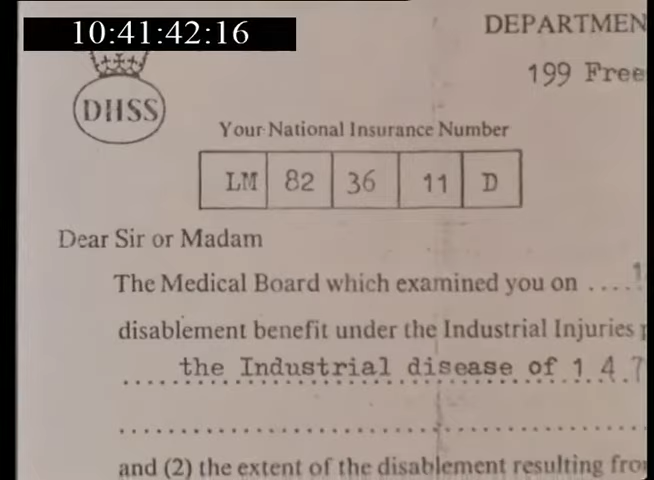 10:41:42:16
DEPARTMEN
199 Free
DHSS
Your National Insurance Number
LM 82 36 11 D
Dear Sir or Madam
The Medical Board which examined you on .... 1
disablement benefit under the Industrial Injuries
the Industrial disease of 1 4.7
and (2) the extent of the disablement resulting fro